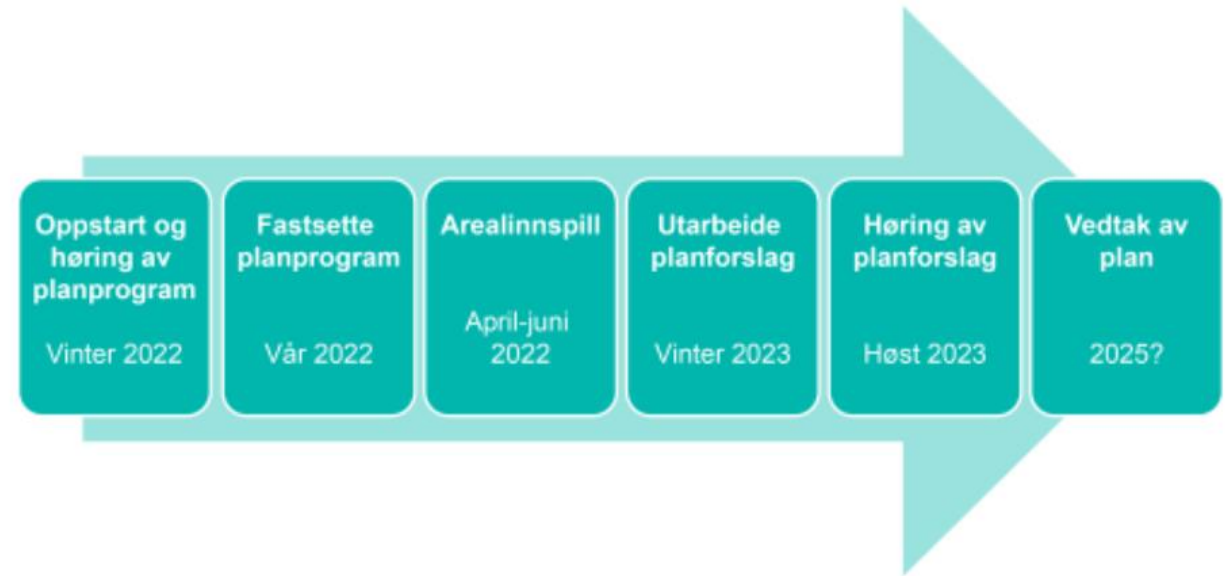 Oppstart og
høring av
planprogram
Vinter 2022
Fastsette
planprogram
Vår 2022
Arealinnspill
April-juni
2022
Utarbeide
planforslag
Vinter 2023
Høring av
planforslag
Høst 2023
Vedtak av
plan
2025?